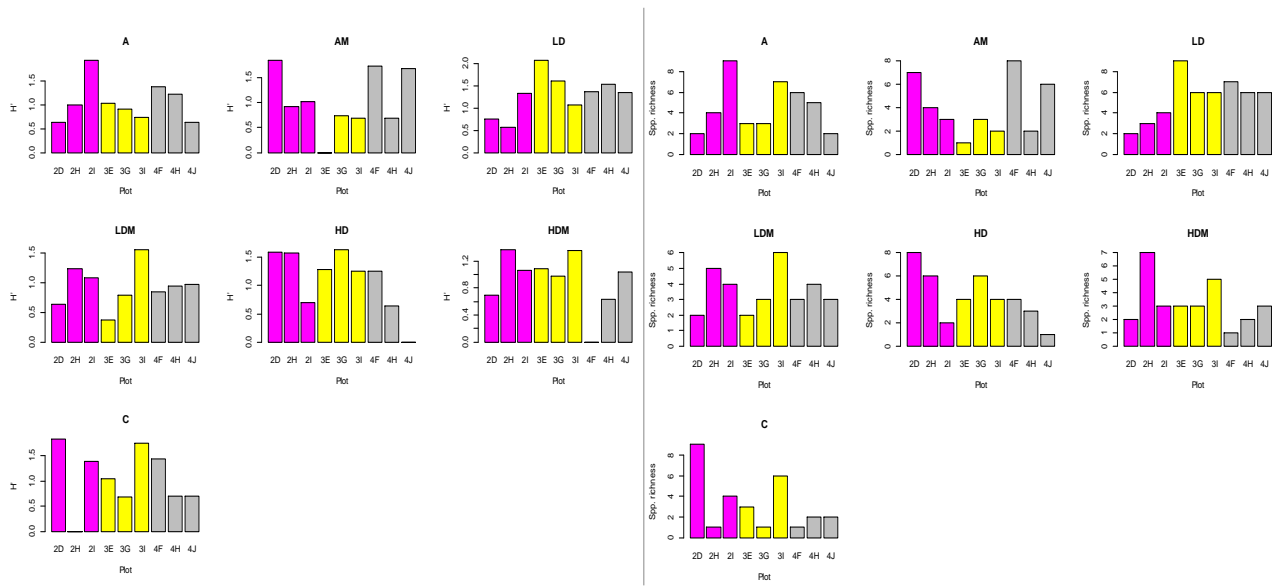 A
H'
0.0 0.5 1.0 1.5
2D 2H 2I 3E 3G 3I 4F 4H 4J
Plot
AM
H'
0.0 0.5 1.0 1.5
2D 2H 2I 3E 3G 3I 4F 4H 4J
Plot
LD
H'
0.0 0.5 1.0 1.5 2.0
2D 2H 2I 3E 3G 3I 4F 4H 4J
Plot
LDM
H'
0.0 0.5 1.0 1.5
2D 2H 2I 3E 3G 3I 4F 4H 4J
Plot
HD
H'
0.0 0.5 1.0 1.5
2D 2H 2I 3E 3G 3I 4F 4H 4J
Plot
HDM
H'
0.0 0.4 0.8 1.2
2D 2H 2I 3E 3G 3I 4F 4H 4J
Plot
C
H'
0.0 0.5 1.0 1.5
2D 2H 2I 3E 3G 3I 4F 4H 4J
Plot
A
Spp. richness
0 2 4 6 8
2D 2H 2I 3E 3G 3I 4F 4H 4J
Plot
AM
Spp. richness
0 2 4 6 8
2D 2H 2I 3E 3G 3I 4F 4H 4J
Plot
LD
Spp. richness
0 2 4 6 8
2D 2H 2I 3E 3G 3I 4F 4H 4J
Plot
LDM
Spp. richness
0 1 2 3 4 5 6
2D 2H 2I 3E 3G 3I 4F 4H 4J
Plot
HD
Spp. richness
0 2 4 6 8
2D 2H 2I 3E 3G 3I 4F 4H 4J
Plot
HDM
Spp. richness
0 1 2 3 4 5 6 7
2D 2H 2I 3E 3G 3I 4F 4H 4J
Plot
C
Spp. richness
0 2 4 6 8
2D 2H 2I 3E 3G 3I 4F 4H 4J
Plot